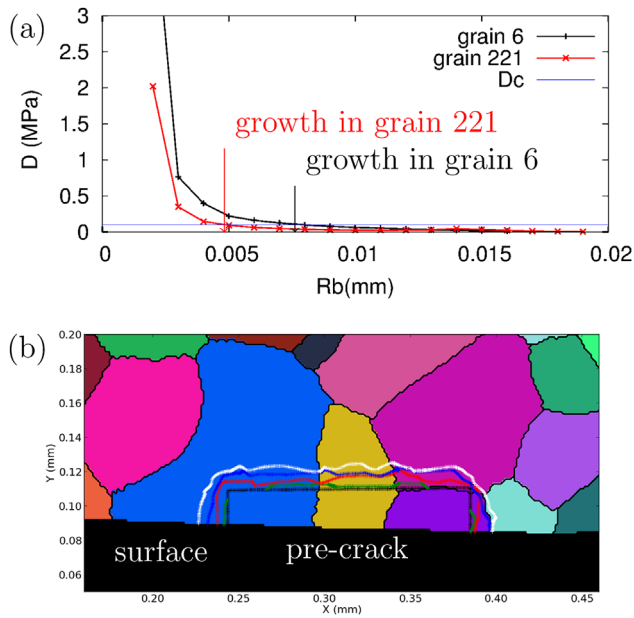 (a)
3
2.5
2
1.5
1
0.5
0
D (MPa)
grain 6
grain 221
Dc
growth in grain 221
growth in grain 6
0 0.005 0.01 0.015 0.02
Rb(mm)
(b)
0.20
0.18
0.16
0.14
0.12
0.10
0.08
0.06
Y (mm)
surface pre-crack
0.20 0.25 0.30 0.35 0.40 0.45
X (mm)